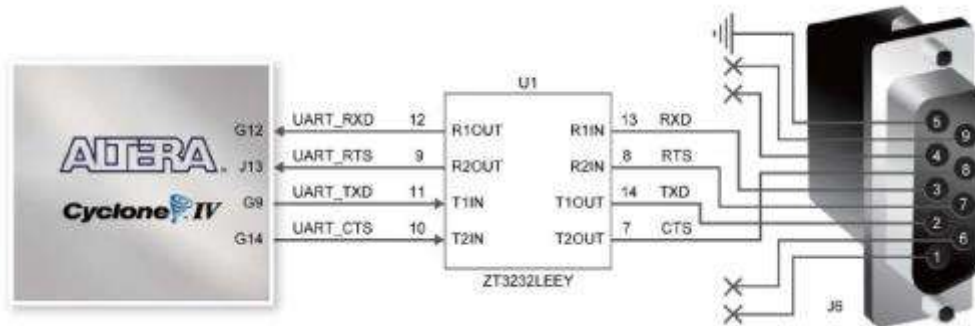 U1
G12 UART_RXD 12 R1OUT R1IN 13 RXD
J13 UART_RTS 9 R2OUT R2IN 8 RTS
G9 UART_TXD 11 T1IN T1OUT 14 TXD
G14 UART_CTS 10 T2IN T2OUT 7 CTS
ALTERA.
Cyclone IV
ZT3232LEEY
5
9
4
8
3
7
2
6
1
J6